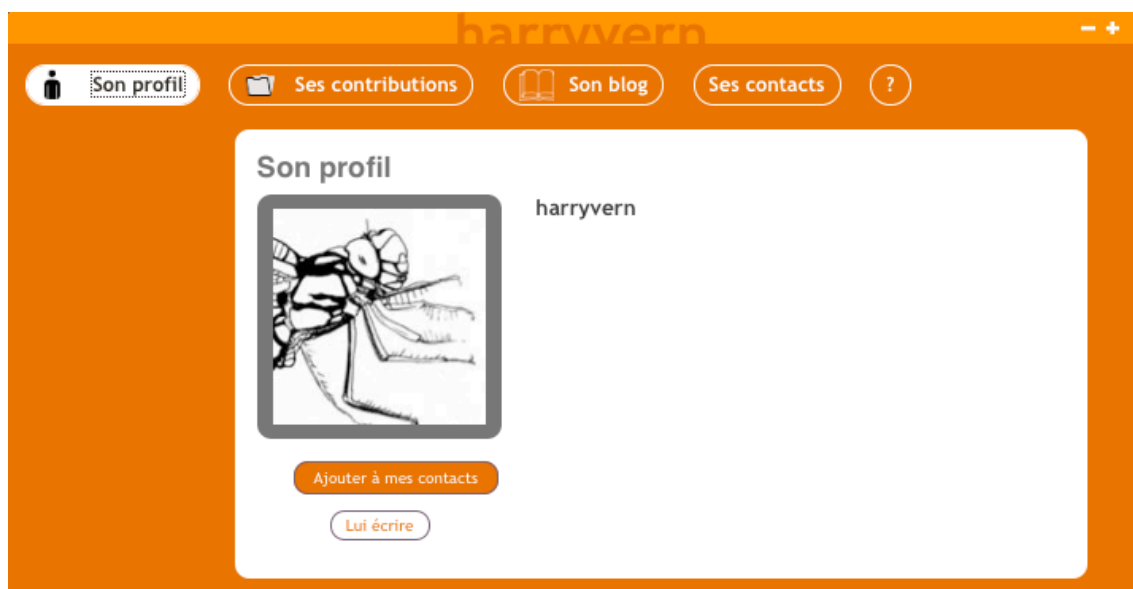 harryvern
Son profil
Ses contributions
Son blog
Ses contacts
?
Son profil
harryvern
Ajouter à mes contacts
Lui écrire